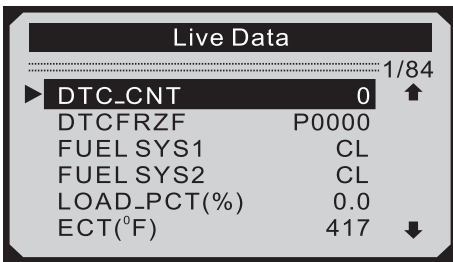 Live Data
1/84
DTC_CNT 0
DTCFRZF P0000
FUEL SYS1 CL
FUEL SYS2 CL
LOAD_PCT(%) 0.0
ECT(⁰F) 417